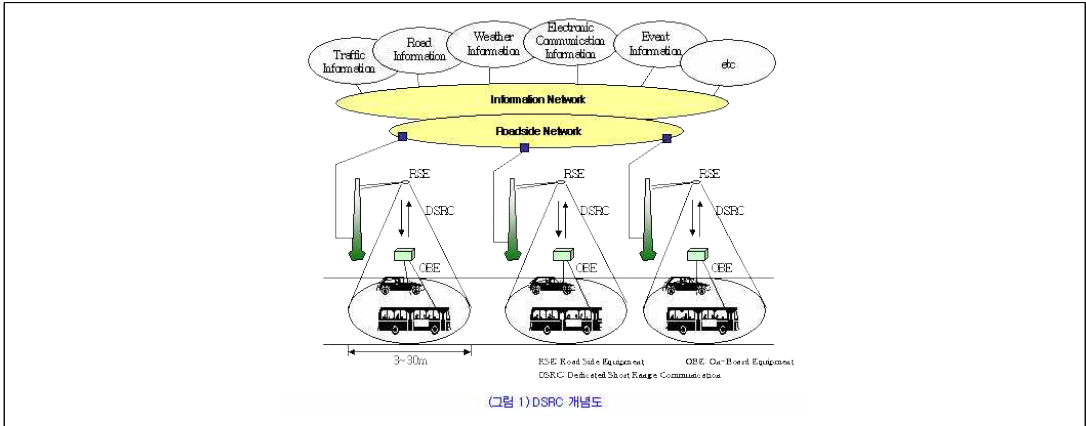 Traffic
Information
Road
Information
Weather
Information
Electronic
Communication
Information
Event
Information
etc
Information Network
Roadside Network
RSE
RSE
RSE
DSRC
DSRC
DSRC
OBE
OBE
OBE
3~30m
RSE: Road Side Equipment
OBE: On-Board Equipment
DSRC: Dedicated Short Range Communication
(그림 1) DSRC 개념도